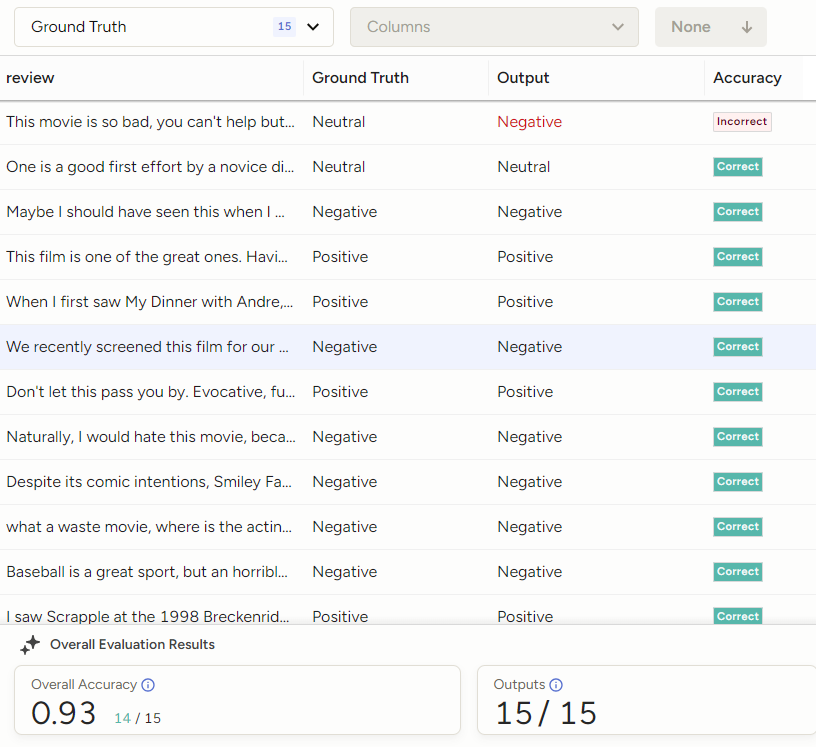 Ground Truth 15 Columns None
review Ground Truth Output Accuracy
This movie is so bad, you can't help but... Neutral Negative Incorrect
One is a good first effort by a novice di... Neutral Neutral Correct
Maybe I should have seen this when I ... Negative Negative Correct
This film is one of the great ones. Havi... Positive Positive Correct
When I first saw My Dinner with Andre,... Positive Positive Correct
We recently screened this film for our ... Negative Negative Correct
Don't let this pass you by. Evocative, fu... Positive Positive Correct
Naturally, I would hate this movie, beca... Negative Negative Correct
Despite its comic intentions, Smiley Fa... Negative Negative Correct
what a waste movie, where is the actin... Negative Negative Correct
Baseball is a great sport, but an horribl... Negative Negative Correct
I saw Scrapple at the 1998 Breckenrid... Positive Positive Correct
Overall Evaluation Results
Overall Accuracy Outputs
0.93 14 / 15 15 / 15